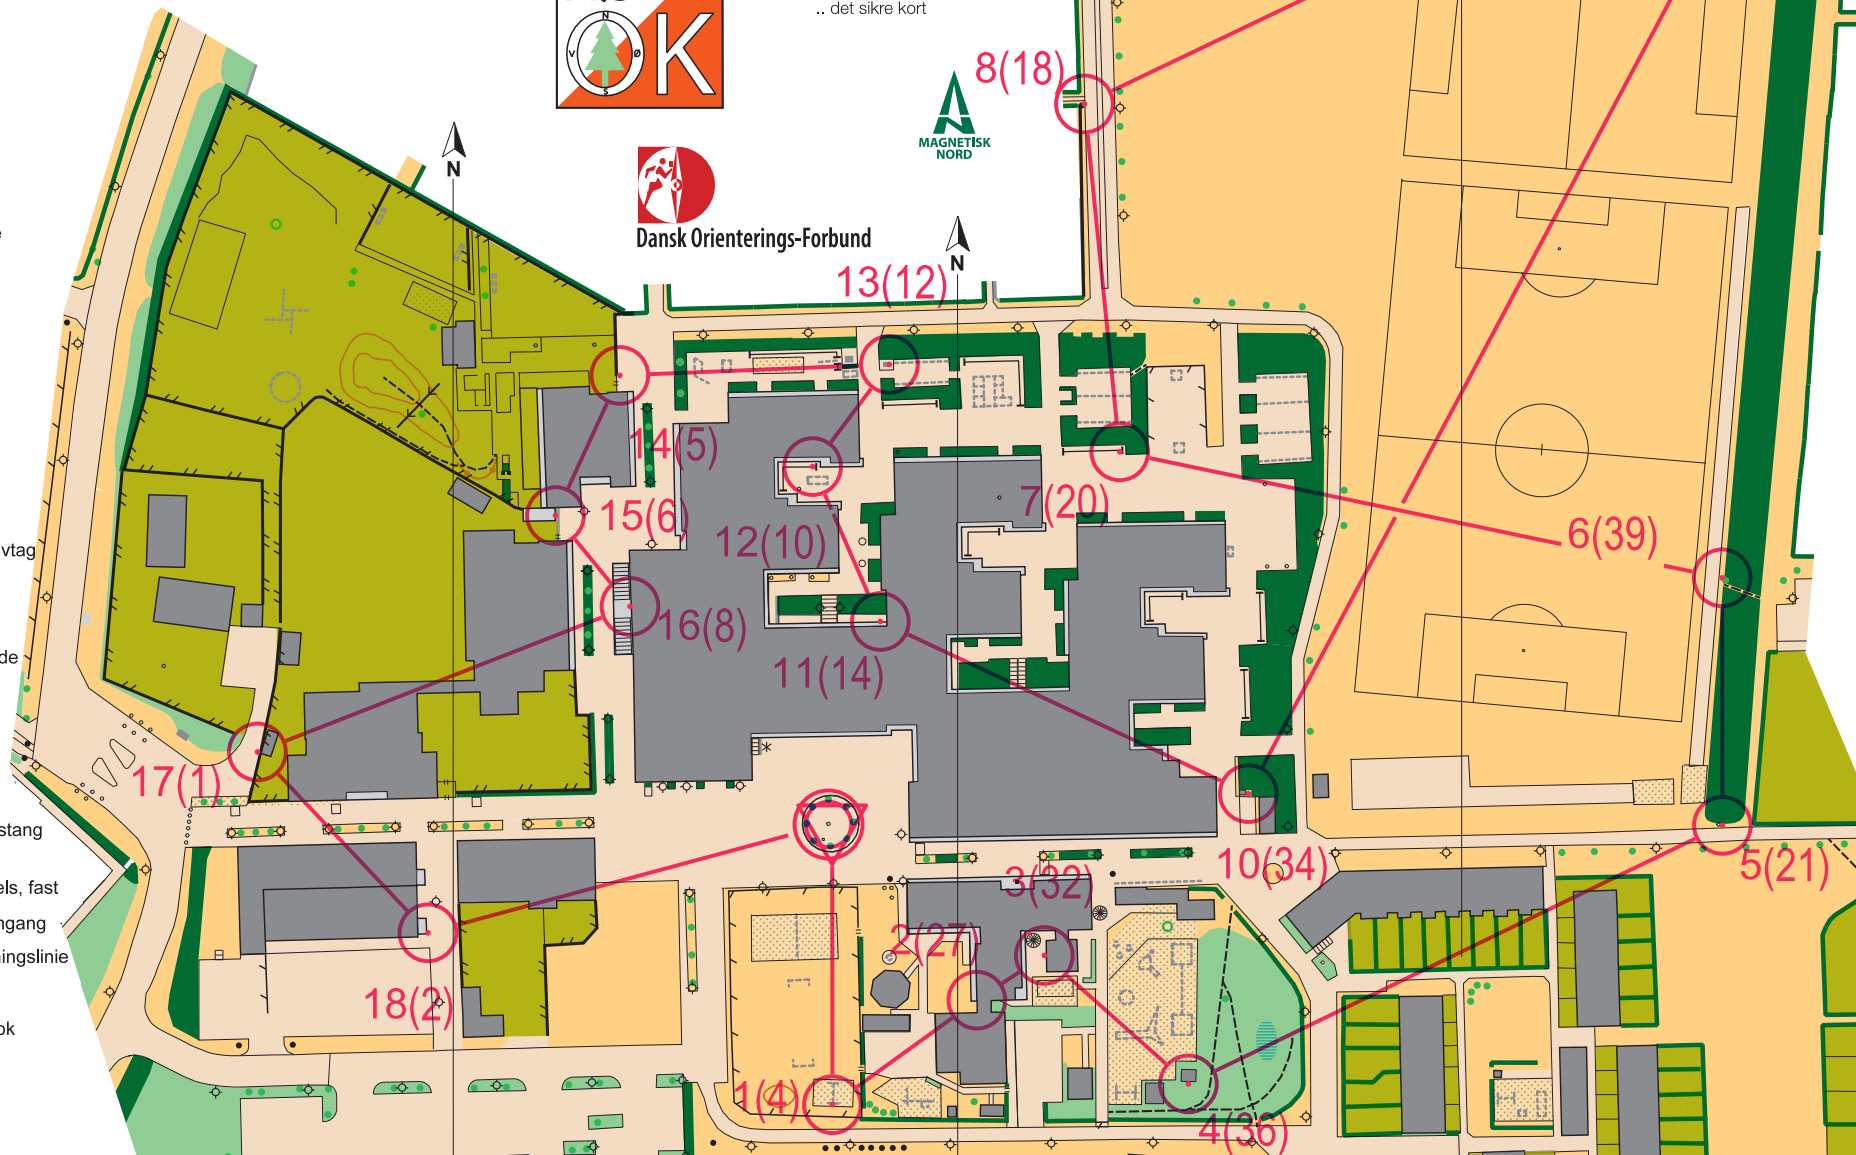 .. det sikre kort
OK
N
V
Ø
S
8(18)
MAGNETISK
NORD
N
Dansk Orienterings-Forbund
N
13(12)
14(5)
15(6)
7(20)
12(10)
6(39)
16(8)
11(14)
17(1)
10(34)
5(21)
3(32)
2(27)
18(2)
1(4)
4(36)
e
vtag
de
stang
els, fast
ngang
ningslinie
ok